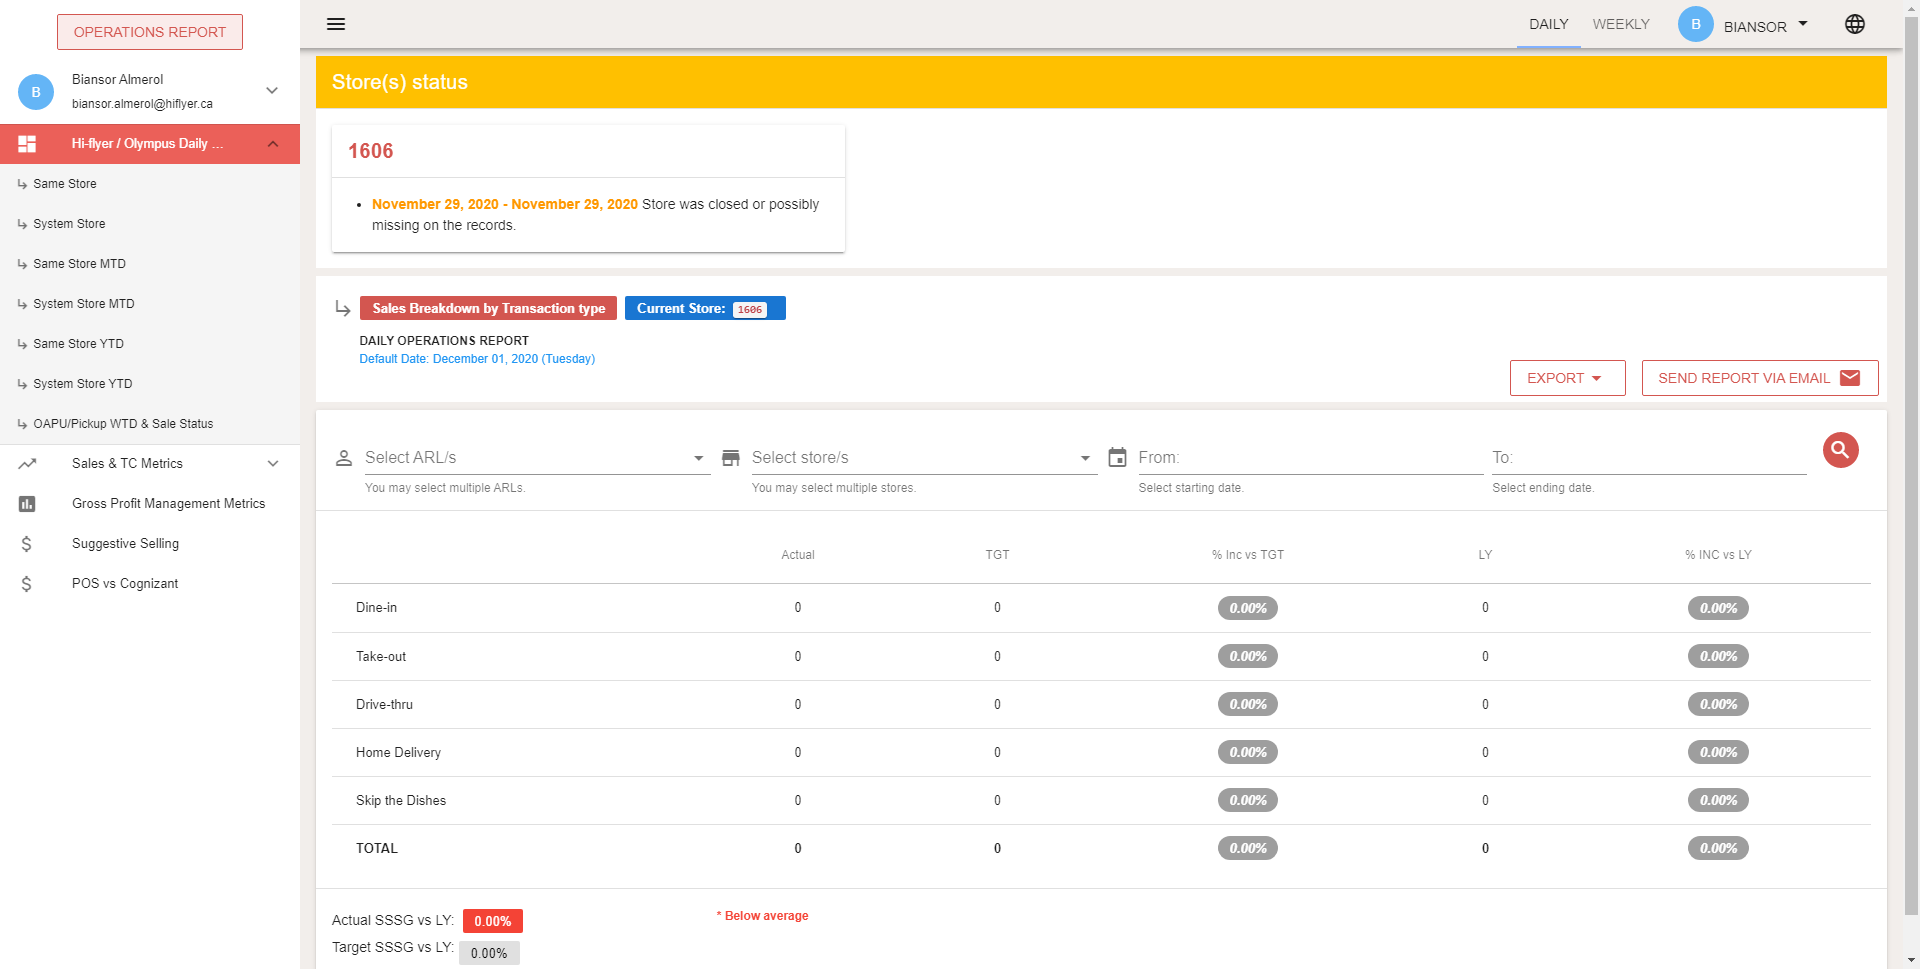 OPERATIONS REPORT
B
Biansor Almerol
biansor.almerol@hiflyer.ca
Hi-flyer / Olympus Daily ...
Same Store
System Store
Same Store MTD
System Store MTD
Same Store YTD
System Store YTD
OAPU/Pickup WTD & Sale Status
Sales & TC Metrics
Gross Profit Management Metrics
Suggestive Selling
POS vs Cognizant
DAILY WEEKLY B BIANSOR
Store(s) status
1606
• November 29, 2020 - November 29, 2020 Store was closed or possibly
missing on the records.
Sales Breakdown by Transaction type Current Store: 1606
DAILY OPERATIONS REPORT
Default Date: December 01, 2020 (Tuesday)
EXPORT SEND REPORT VIA EMAIL
Select ARL/s Select store/s From: To:
You may select multiple ARLs. You may select multiple stores. Select starting date. Select ending date.
Actual TGT % Inc vs TGT LY % INC vs LY
Dine-in 0 0 0.00% 0 0.00%
Take-out 0 0 0.00% 0 0.00%
Drive-thru 0 0 0.00% 0 0.00%
Home Delivery 0 0 0.00% 0 0.00%
Skip the Dishes 0 0 0.00% 0 0.00%
TOTAL 0 0 0.00% 0 0.00%
Actual SSSG vs LY: 0.00% * Below average
Target SSSG vs LY: 0.00%